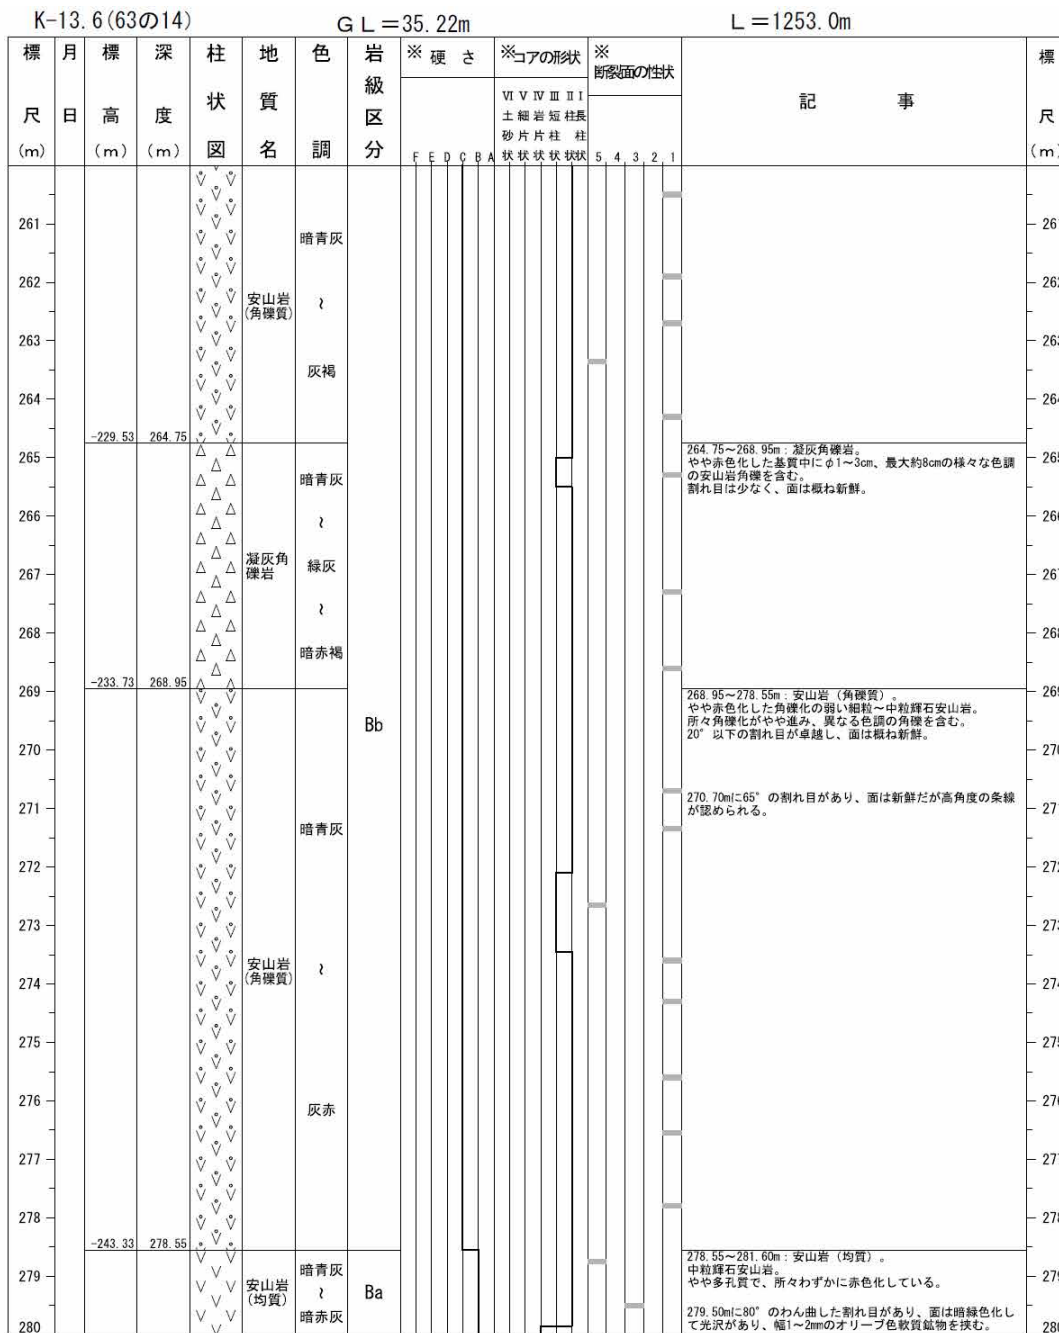 K-13.6(63の14) GL=35.22m L=1253.0m
標尺(m) 月日 標高(m) 深度(m) 柱状図 地質名 色調 岩級区分 ※硬さ ※コアの形状 ※断裂面の性状 記事 標尺(m)
F E D C B A
Ⅵ土砂状 Ⅴ細片状 Ⅳ岩片状 Ⅲ短柱状 Ⅱ柱状 Ⅰ長柱状
5 4 3 2 1
261
暗青灰
262
安山岩
(角礫質)
~
263
灰褐
264
-229.53 264.75
265
264.75~268.95m:凝灰角礫岩。
やや赤色化した基質中にφ1~3cm、最大約8cmの様々な色調
の安山岩角礫を含む。
割れ目は少なく、面は概ね新鮮。
暗青灰
266
~
凝灰角
礫岩
緑灰
267
~
268
暗赤褐
-233.73 268.95
269
268.95~278.55m:安山岩(角礫質)。
やや赤色化した角礫化の弱い細粒~中粒輝石安山岩。
所々角礫化がやや進み、異なる色調の角礫を含む。
20°以下の割れ目が卓越し、面は概ね新鮮。
Bb
270
270.70mに65°の割れ目があり、面は新鮮だが高角度の条線
が認められる。
271
暗青灰
272
273
安山岩
(角礫質)
~
274
275
276
灰赤
277
278
-243.33 278.55
278.55~281.60m:安山岩(均質)。
中粒輝石安山岩。
やや多孔質で、所々わずかに赤色化している。
279
安山岩
(均質)
暗青灰
~
暗赤灰
Ba
279.50mに80°のわん曲した割れ目があり、面は暗緑色化し
て光沢があり、幅1~2mmのオリーブ色軟質鉱物を挟む。
280